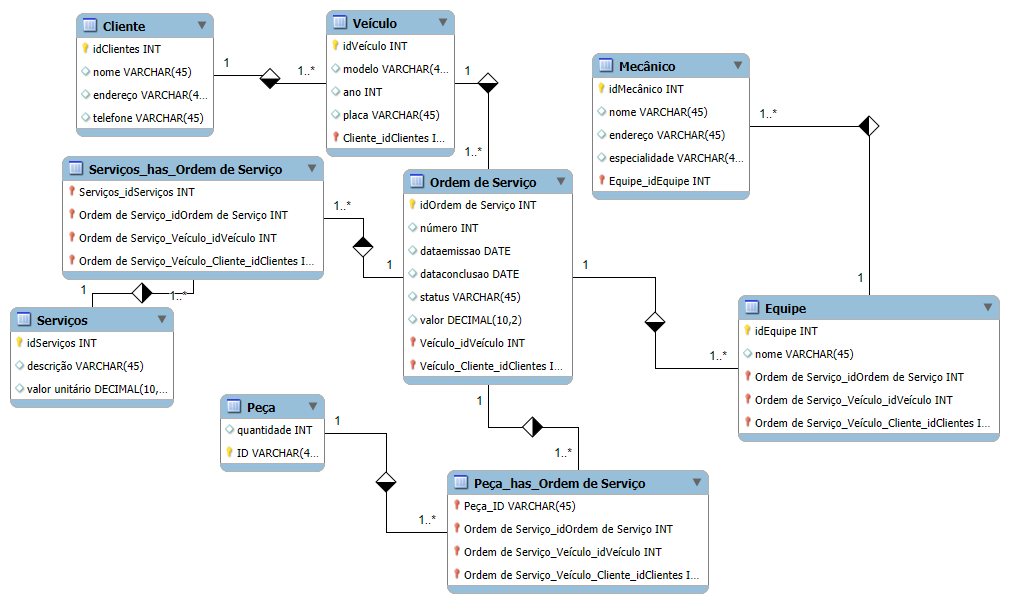 Cliente
idClientes INT
nome VARCHAR(45)
endereço VARCHAR(4...
telefone VARCHAR(45)
1
1..*
Veículo
idVeículo INT
modelo VARCHAR(4...
ano INT
placa VARCHAR(45)
Cliente_idClientes I...
1
1..*
Mecânico
idMecânico INT
nome VARCHAR(45)
endereço VARCHAR(45)
especialidade VARCHAR(4...
Equipe_idEquipe INT
1..*
1
Serviços_has_Ordem de Serviço
Serviços_idServiços INT
Ordem de Serviço_idOrdem de Serviço INT
Ordem de Serviço_Veículo_idVeículo INT
Ordem de Serviço_Veículo_Cliente_idClientes I...
1..*
1
1
1..*
Ordem de Serviço
idOrdem de Serviço INT
número INT
dataemissao DATE
dataconclusao DATE
status VARCHAR(45)
valor DECIMAL(10,2)
Veículo_idVeículo INT
Veículo_Cliente_idClientes I...
1
1..*
Serviços
idServiços INT
descrição VARCHAR(45)
valor unitário DECIMAL(10,...
Equipe
idEquipe INT
nome VARCHAR(45)
Ordem de Serviço_idOrdem de Serviço INT
Ordem de Serviço_Veículo_idVeículo INT
Ordem de Serviço_Veículo_Cliente_idClientes I...
Peça
quantidade INT
ID VARCHAR(4...
1
1..*
1
1..*
Peça_has_Ordem de Serviço
Peça_ID VARCHAR(45)
Ordem de Serviço_idOrdem de Serviço INT
Ordem de Serviço_Veículo_idVeículo INT
Ordem de Serviço_Veículo_Cliente_idClientes I...